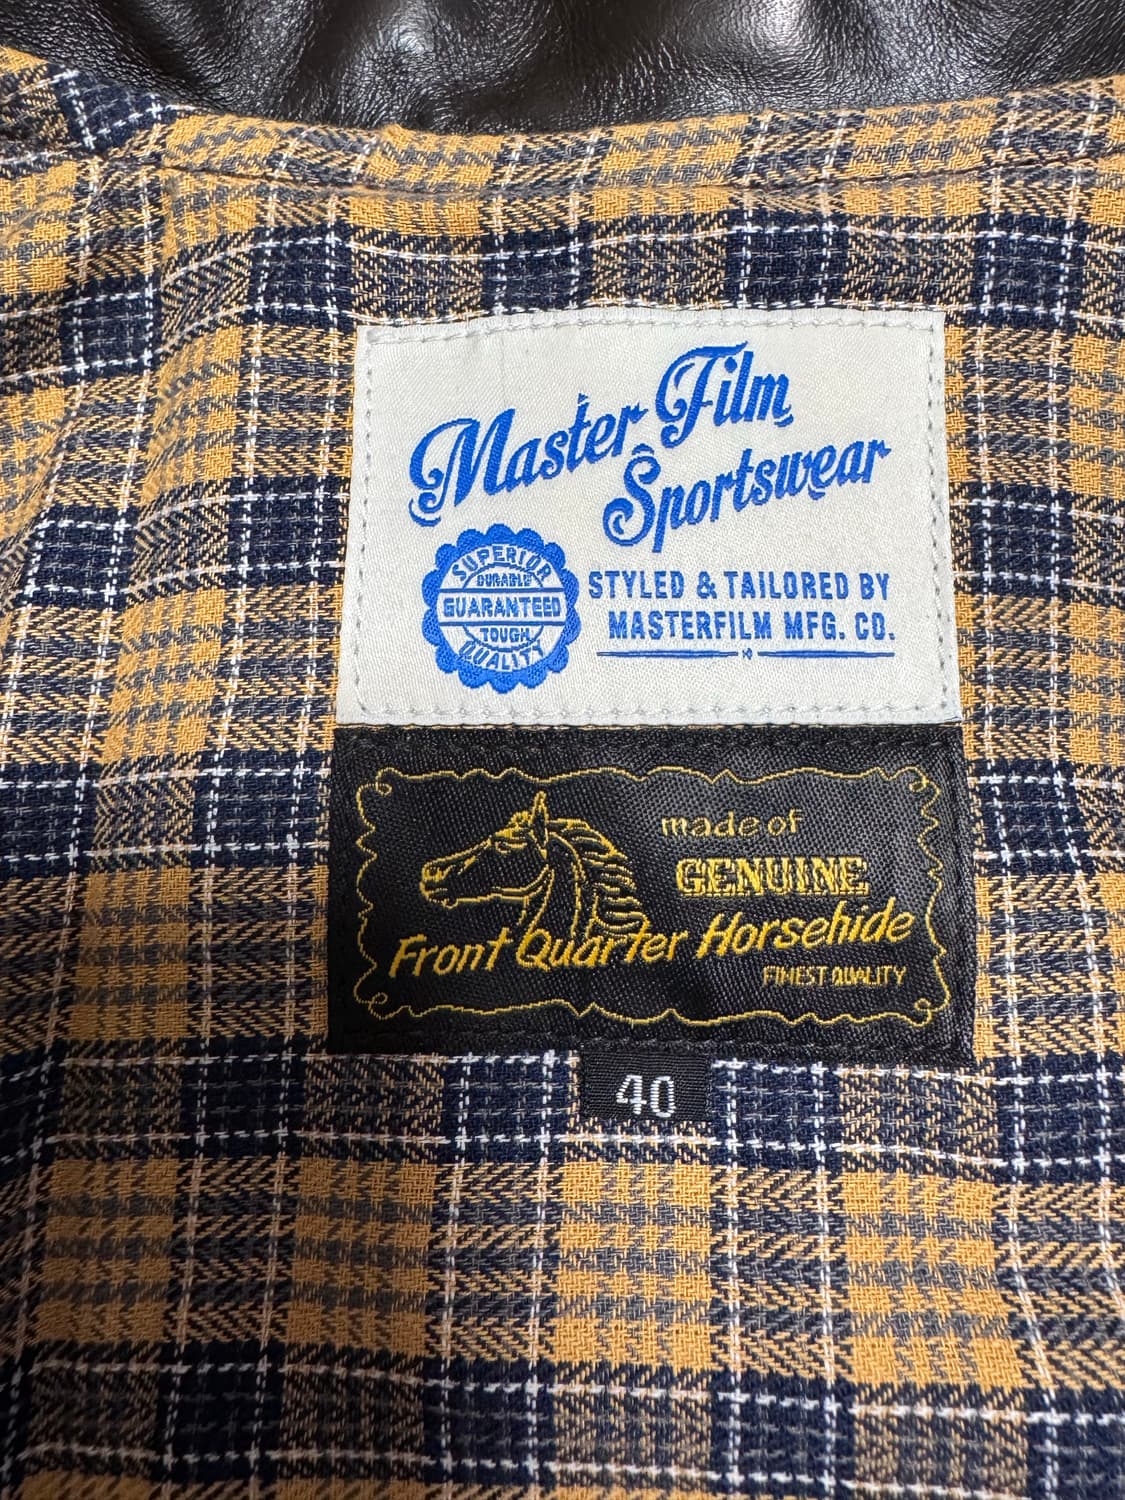 Master Film
Sportswear
SUPERIOR
DURABLE
GUARANTEED
TOUGH
QUALITY
STYLED & TAILORED BY
MASTERFILM MFG. CO.
made of
GENUINE
Front Quarter Horsehide
FINEST QUALITY
40